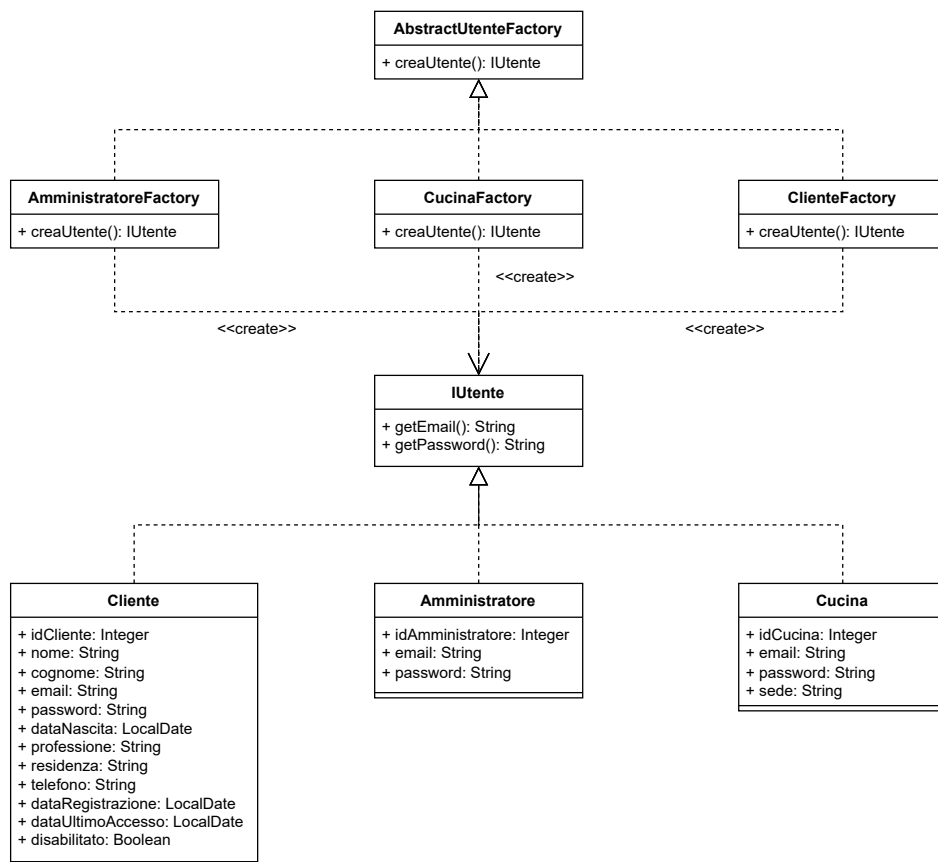 AbstractUtenteFactory
+ creaUtente(): IUtente
AmministratoreFactory
+ creaUtente(): IUtente
CucinaFactory
+ creaUtente(): IUtente
ClienteFactory
+ creaUtente(): IUtente
<<create>>
<<create>>
<<create>>
IUtente
+ getEmail(): String
+ getPassword(): String
Cliente
+ idCliente: Integer
+ nome: String
+ cognome: String
+ email: String
+ password: String
+ dataNascita: LocalDate
+ professione: String
+ residenza: String
+ telefono: String
+ dataRegistrazione: LocalDate
+ dataUltimoAccesso: LocalDate
+ disabilitato: Boolean
Amministratore
+ idAmministratore: Integer
+ email: String
+ password: String
Cucina
+ idCucina: Integer
+ email: String
+ password: String
+ sede: String